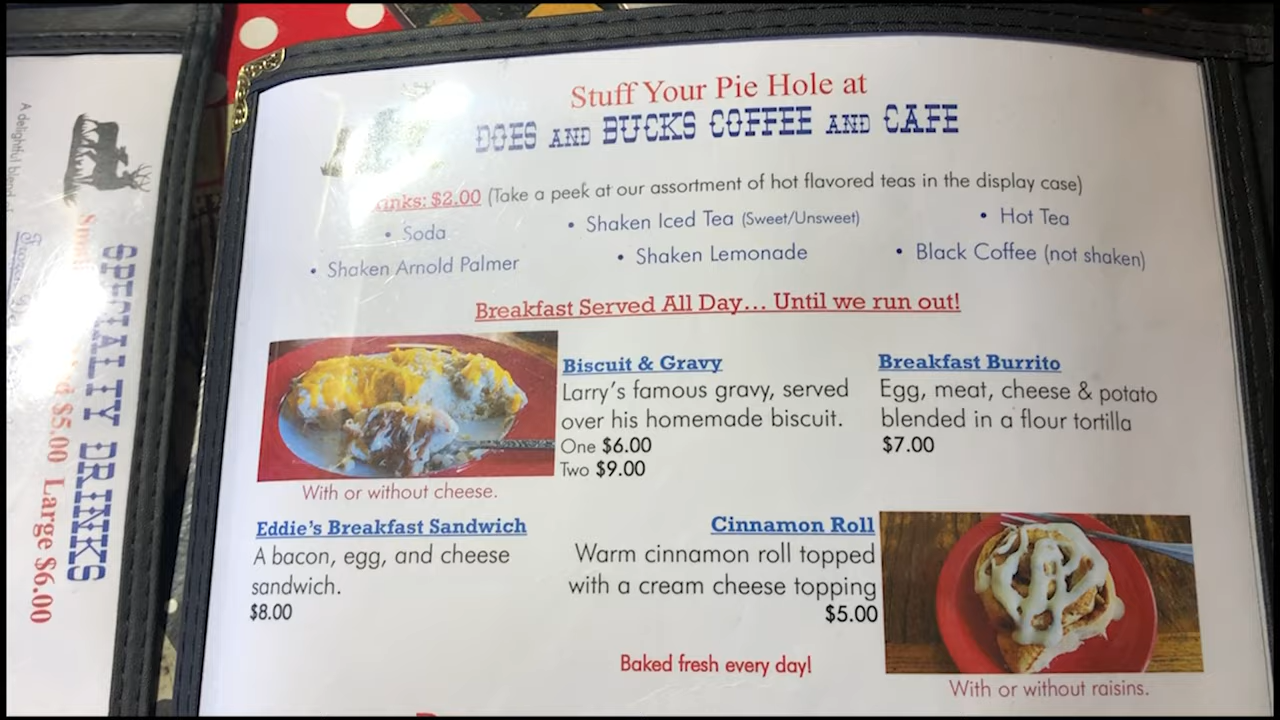 Stuff Your Pie Hole at
DOES AND BUCKS COFFEE AND CAFE
$2.00 (Take a peek at our assortment of hot flavored teas in the display case)
• Soda
• Shaken Iced Tea (Sweet/Unsweet)
• Hot Tea
• Shaken Arnold Palmer
• Shaken Lemonade
• Black Coffee (not shaken)
Breakfast Served All Day... Until we run out!
Biscuit & Gravy
Larry's famous gravy, served
over his homemade biscuit.
One $6.00
Two $9.00
With or without cheese.
Breakfast Burrito
Egg, meat, cheese & potato
blended in a flour tortilla
$7.00
Eddie's Breakfast Sandwich
A bacon, egg, and cheese
sandwich.
$8.00
Cinnamon Roll
Warm cinnamon roll topped
with a cream cheese topping
$5.00
Baked fresh every day!
With or without raisins.
SPECIALITY DRINKS
$5.00 Large $6.00
A delightful